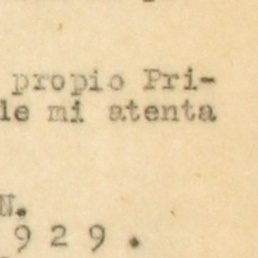 propio Pri-
le mi atenta
N.
929.